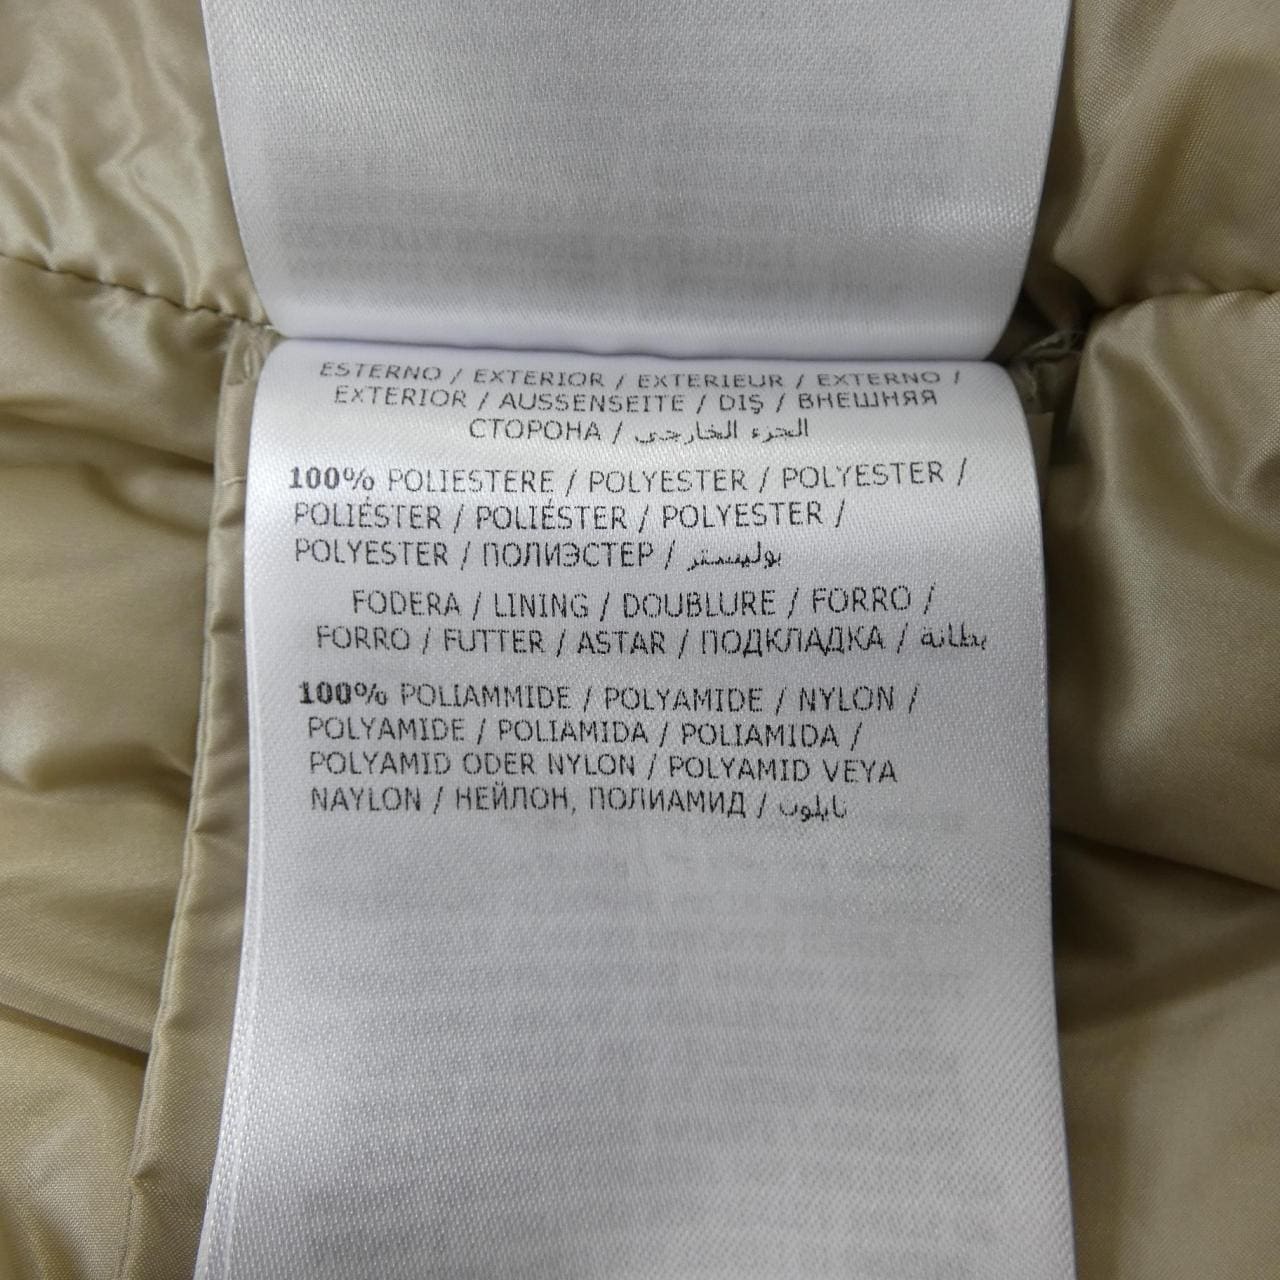 ESTERNO / EXTERIOR / EXTERIEUR / EXTERNO /
EXTERIOR / AUSSENSEITE / DIŞ / ВНЕШНЯЯ
СТОРОНА / الجزء الخارجي
100% POLIESTERE / POLYESTER / POLYESTER /
POLIÉSTER / POLIÉSTER / POLYESTER /
POLYESTER / ПОЛИЭСТЕР / بوليستر
FODERA / LINING / DOUBLURE / FORRO /
FORRO / FUTTER / ASTAR / ПОДКЛАДКА / بطانة
100% POLIAMMIDE / POLYAMIDE / NYLON /
POLYAMIDE / POLIAMIDA / POLIAMIDA /
POLYAMID ODER NYLON / POLYAMID VEYA
NAYLON / НЕЙЛОН, ПОЛИАМИД / نايلون